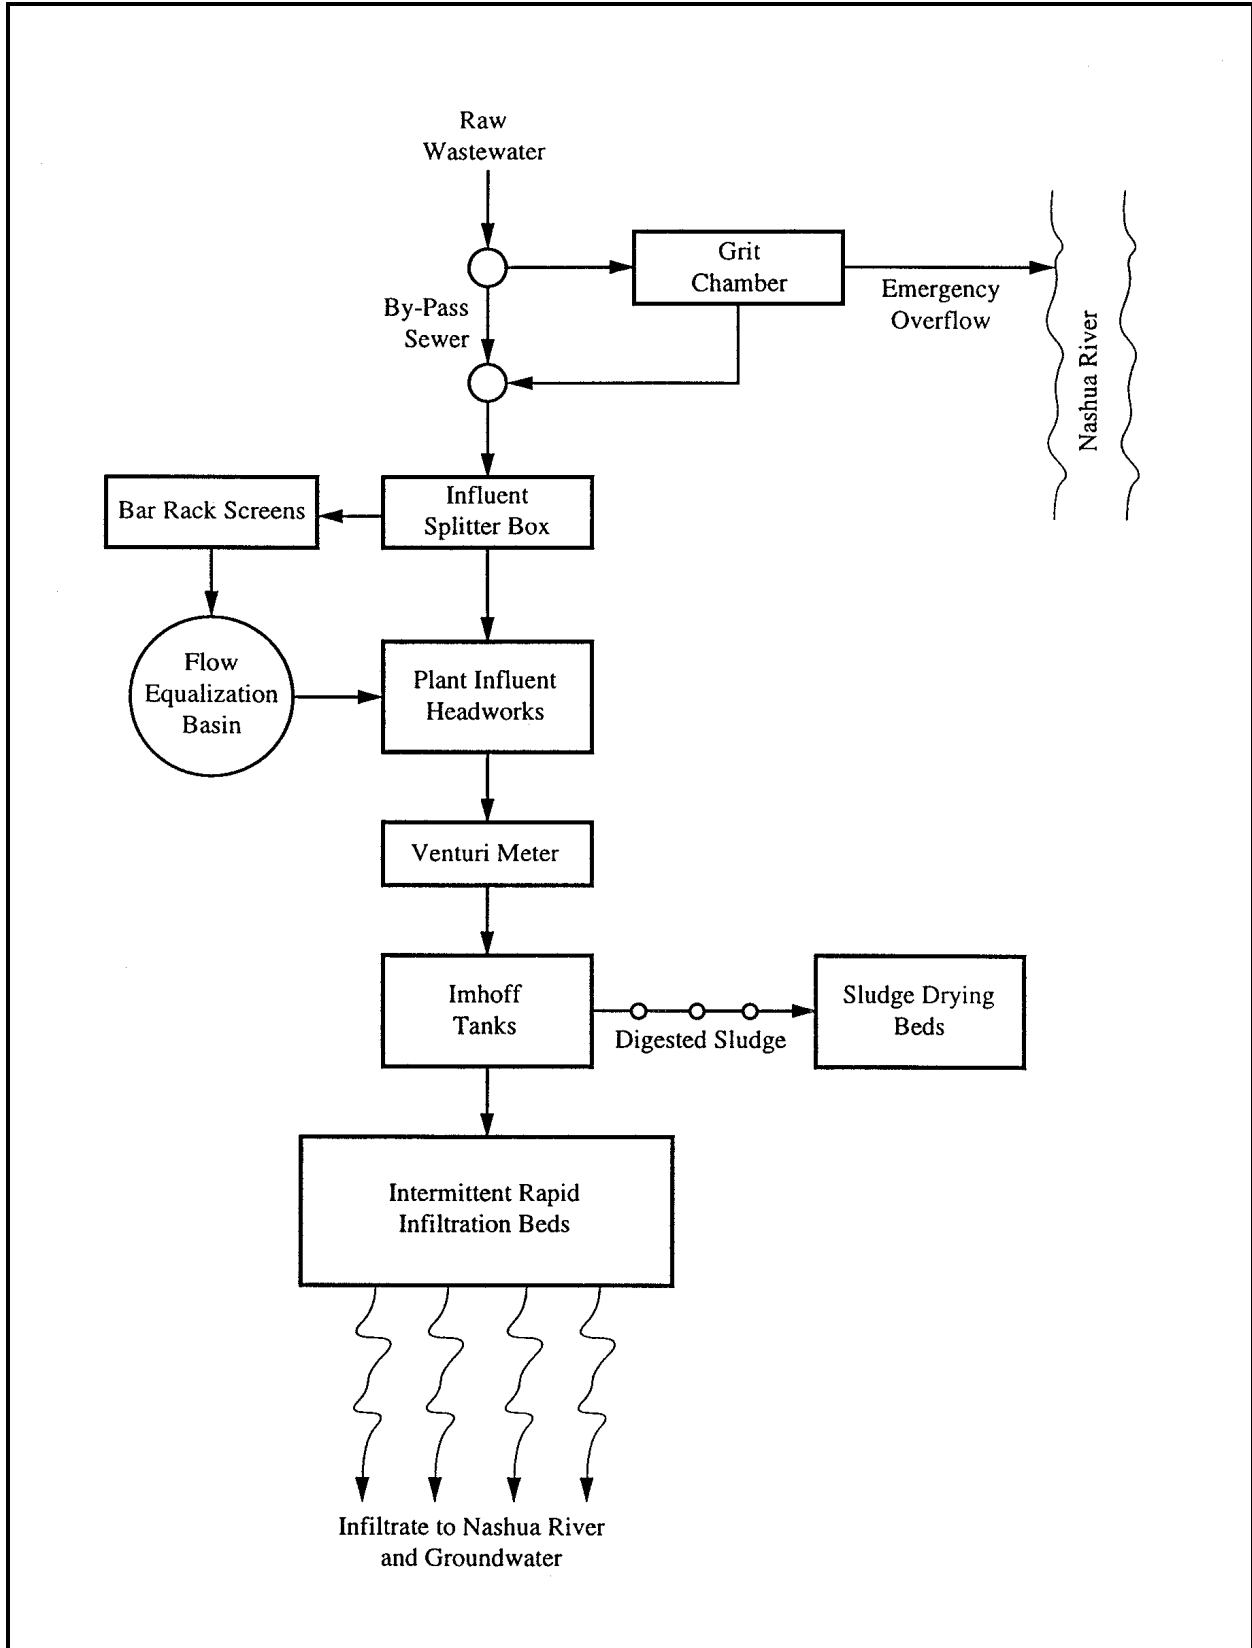 Raw
Wastewater
Grit
Chamber
Emergency
Overflow
By-Pass
Sewer
Nashua River
Bar Rack Screens
Influent
Splitter Box
Flow
Equalization
Basin
Plant Influent
Headworks
Venturi Meter
Imhoff
Tanks
Digested Sludge
Sludge Drying
Beds
Intermittent Rapid
Infiltration Beds
Infiltrate to Nashua River
and Groundwater